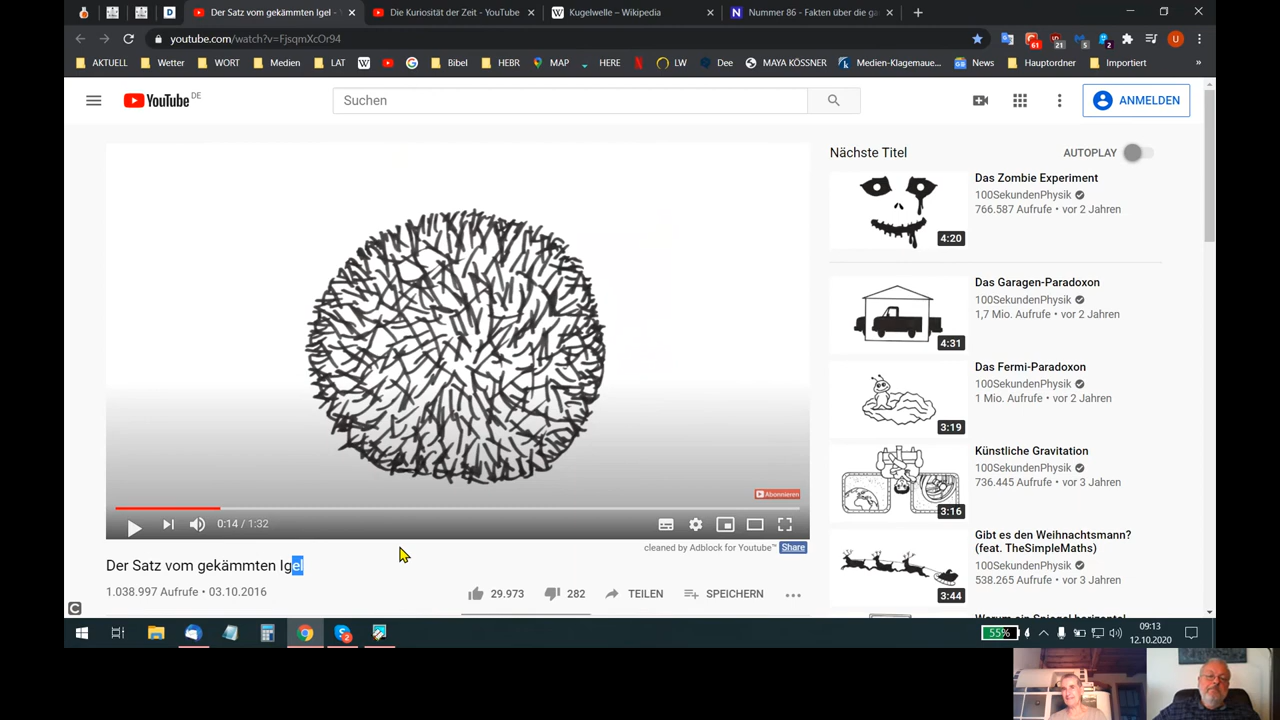 Der Satz vom gekämmten Igel -
Die Kuriosität der Zeit - YouTube
Kugelwelle – Wikipedia
Nummer 86 - Fakten über die ga
youtube.com/watch?v=FjsqmXcOr94
61
21
5
2
U
AKTUELL
Wetter
WORT
Medien
LAT
Bibel
HEBR
MAP
HERE
LW
Dee
MAYA KÖSSNER
Medien-Klagemaue...
News
Hauptordner
Importiert
»
YouTube DE
Suchen
ANMELDEN
Nächste Titel
AUTOPLAY
Das Zombie Experiment
100SekundenPhysik
766.587 Aufrufe • vor 2 Jahren
4:20
Das Garagen-Paradoxon
100SekundenPhysik
1,7 Mio. Aufrufe • vor 2 Jahren
4:31
Das Fermi-Paradoxon
100SekundenPhysik
1 Mio. Aufrufe • vor 2 Jahren
3:19
Künstliche Gravitation
100SekundenPhysik
736.445 Aufrufe • vor 3 Jahren
3:16
Gibt es den Weihnachtsmann?
(feat. TheSimpleMaths)
100SekundenPhysik
538.265 Aufrufe • vor 3 Jahren
3:44
Abonnieren
0:14 / 1:32
cleaned by Adblock for Youtube™ Share
Der Satz vom gekämmten Igel
1.038.997 Aufrufe • 03.10.2016
29.973
282
TEILEN
SPEICHERN
55%
09:13
12.10.2020